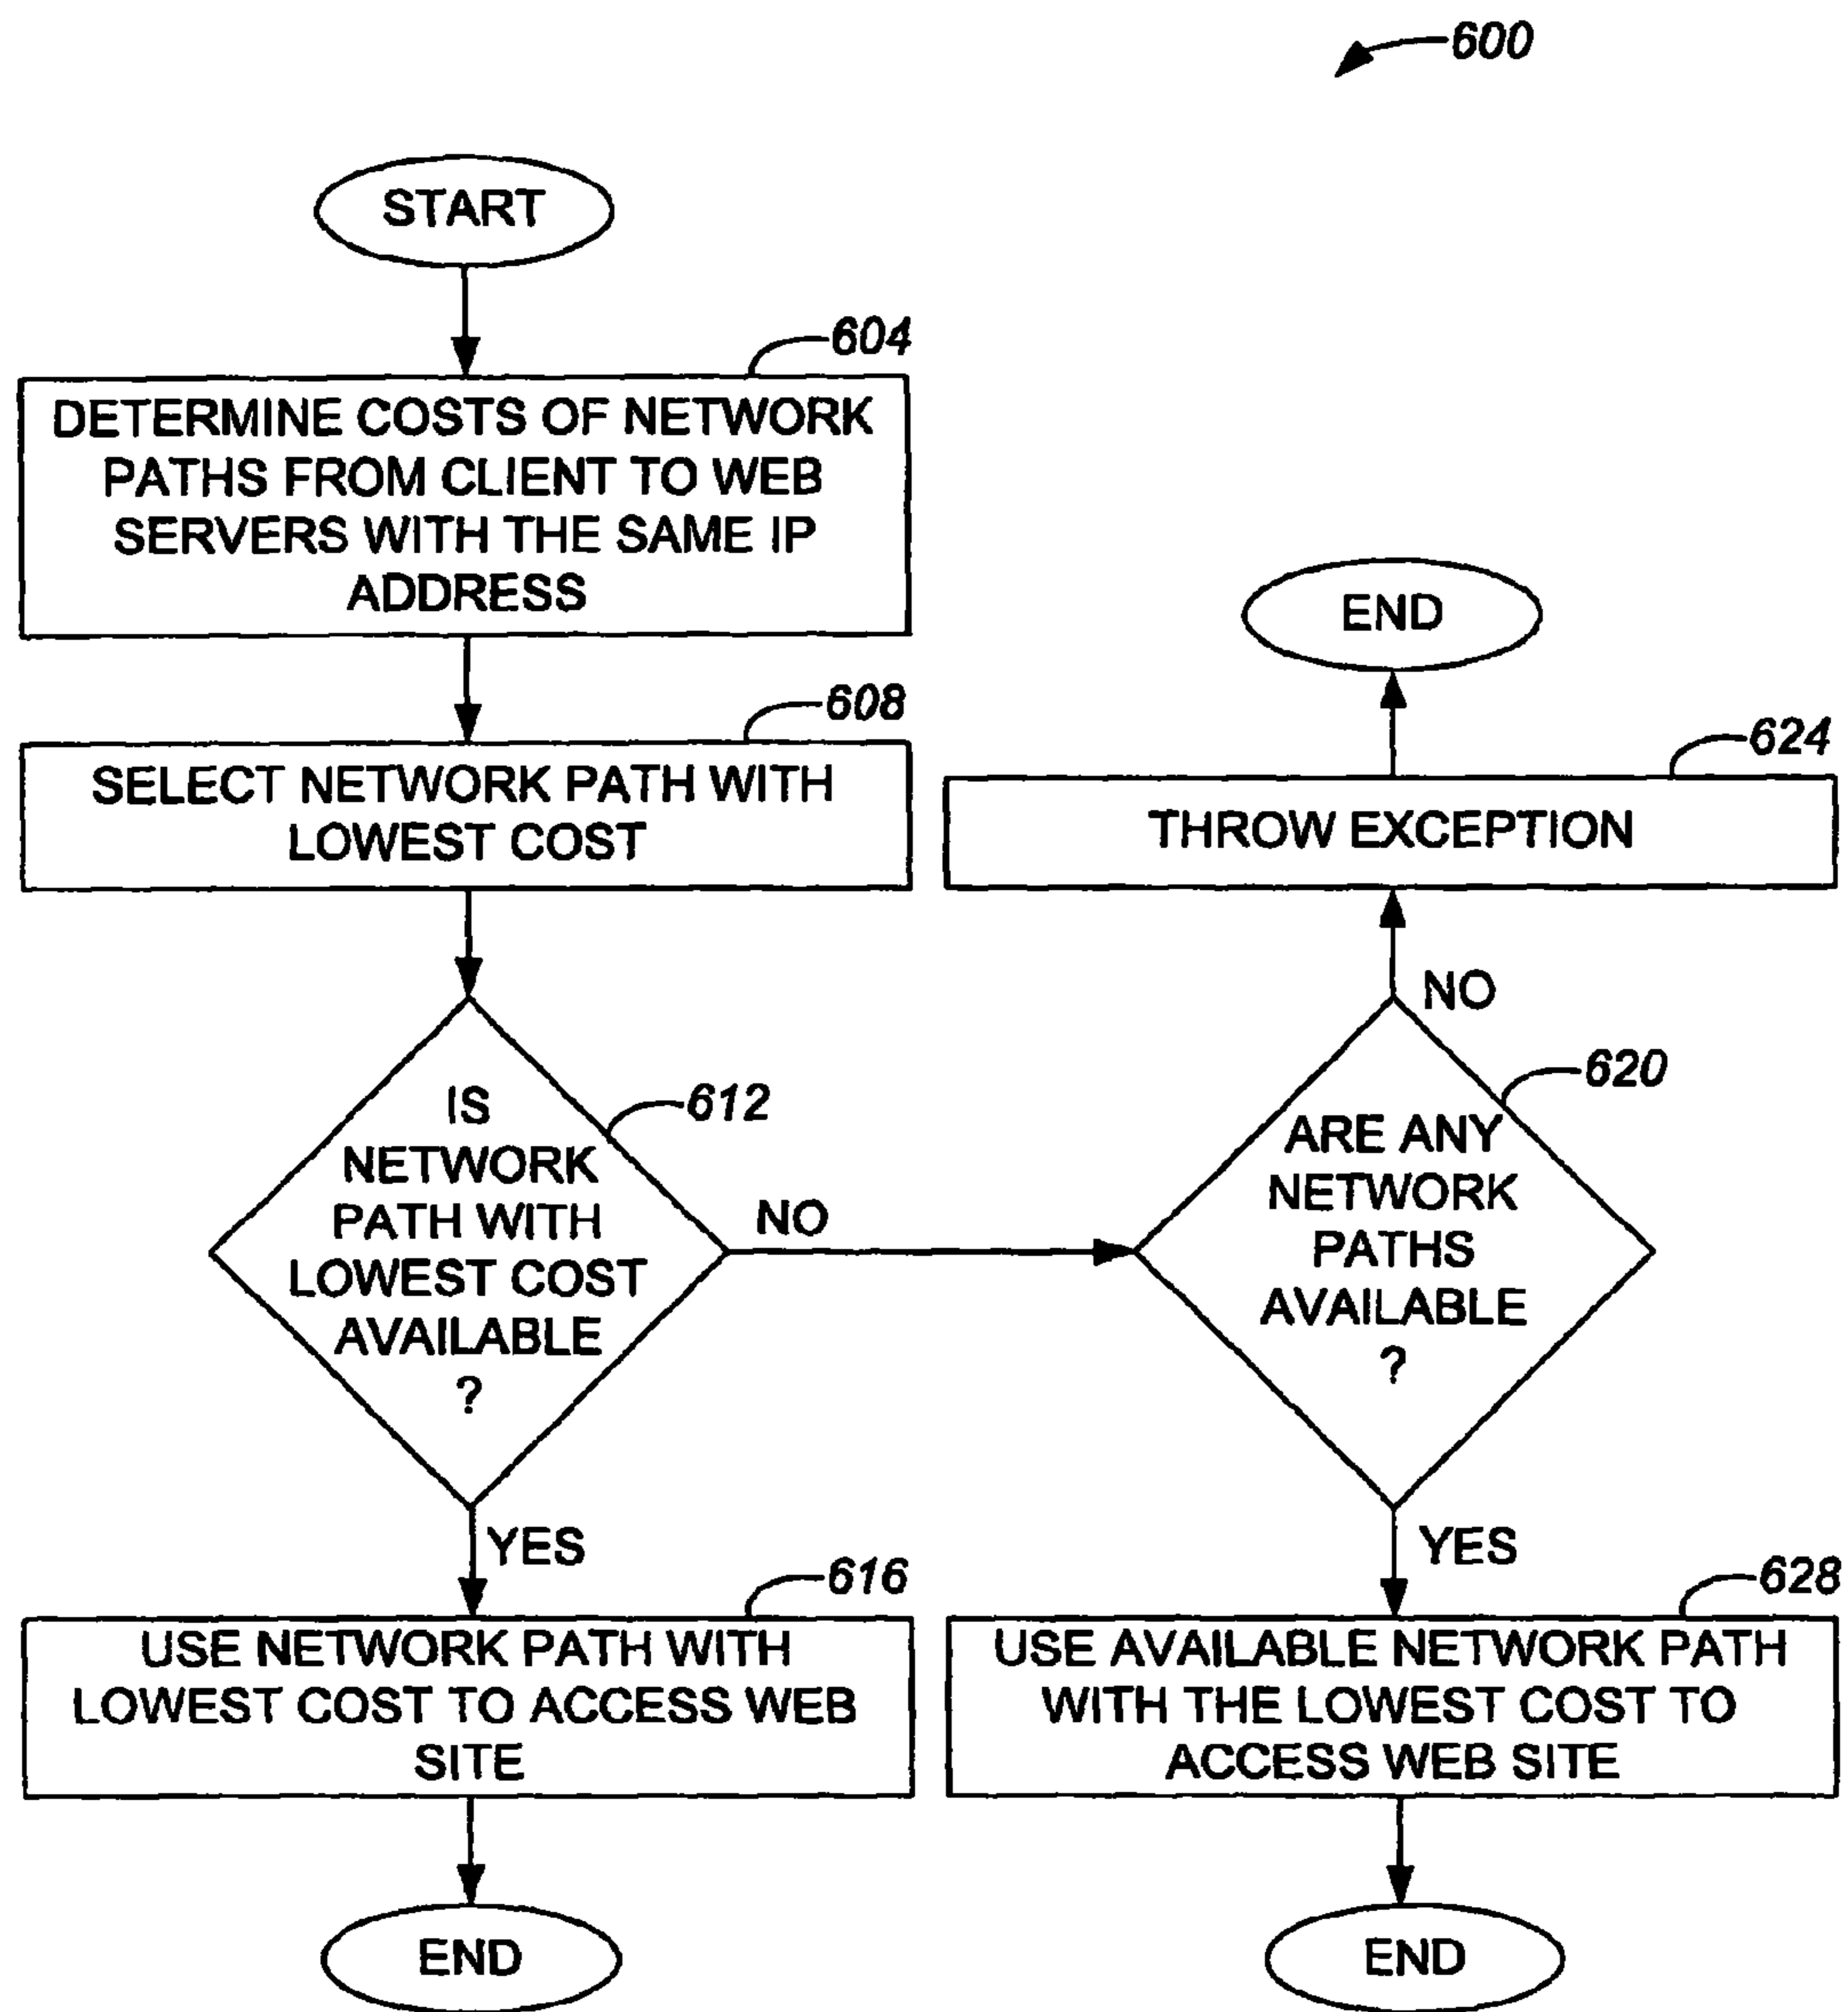 600
START
604
DETERMINE COSTS OF NETWORK
PATHS FROM CLIENT TO WEB
SERVERS WITH THE SAME IP
ADDRESS
608
SELECT NETWORK PATH WITH
LOWEST COST
612
IS
NETWORK
PATH WITH
LOWEST COST
AVAILABLE
?
NO
YES
616
USE NETWORK PATH WITH
LOWEST COST TO ACCESS WEB
SITE
END
END
624
THROW EXCEPTION
NO
620
ARE ANY
NETWORK
PATHS
AVAILABLE
?
YES
628
USE AVAILABLE NETWORK PATH
WITH THE LOWEST COST TO
ACCESS WEB SITE
END